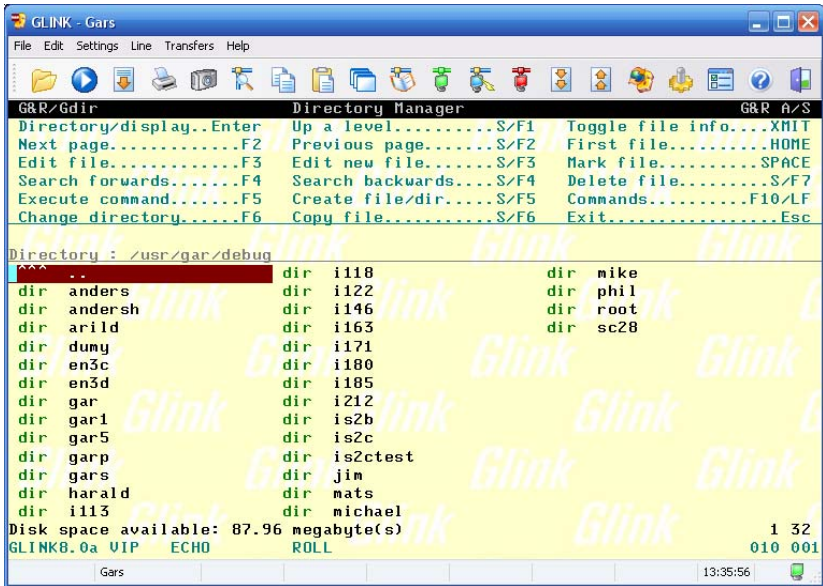 GLINK - Gars
File Edit Settings Line Transfers Help
G&R/Gdir Directory Manager G&R A/S
Directory/display..Enter Up a level..........S/F1 Toggle file info....XMIT
Next page.............F2 Previous page.......S/F2 First file..........HOME
Edit file.............F3 Edit new file.......S/F3 Mark file..........SPACE
Search forwards.......F4 Search backwards....S/F4 Delete file.........S/F7
Execute command.......F5 Create file/dir.....S/F5 Commands..........F10/LF
Change directory......F6 Copy file...........S/F6 Exit.................Esc
Directory : /usr/gar/debug
^^^ .. dir i118 dir mike
dir anders dir i122 dir phil
dir andersh dir i146 dir root
dir arild dir i163 dir sc28
dir dumy dir i171
dir en3c dir i180
dir en3d dir i185
dir gar dir i212
dir gar1 dir is2b
dir gar5 dir is2c
dir garp dir is2ctest
dir gars dir jim
dir harald dir mats
dir i113 dir michael
Disk space available: 87.96 megabyte(s) 1 32
GLINK8.0a VIP ECHO ROLL 010 001
Gars 13:35:56